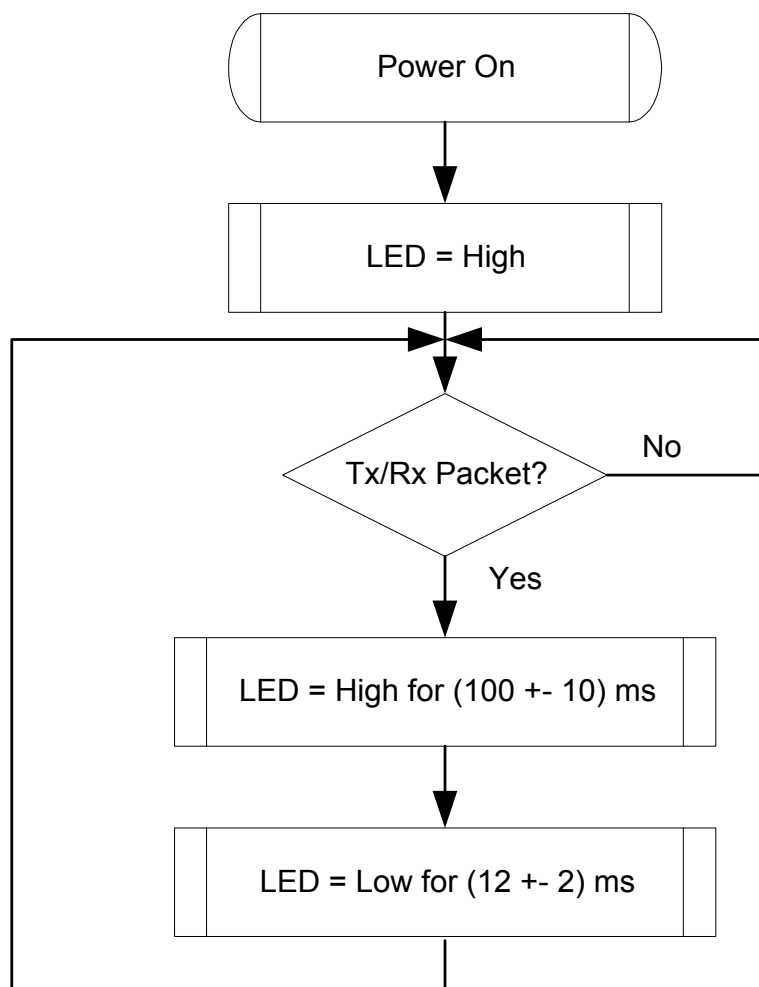 Power On
LED = High
Tx/Rx Packet?
No
Yes
LED = High for (100 +- 10) ms
LED = Low for (12 +- 2) ms